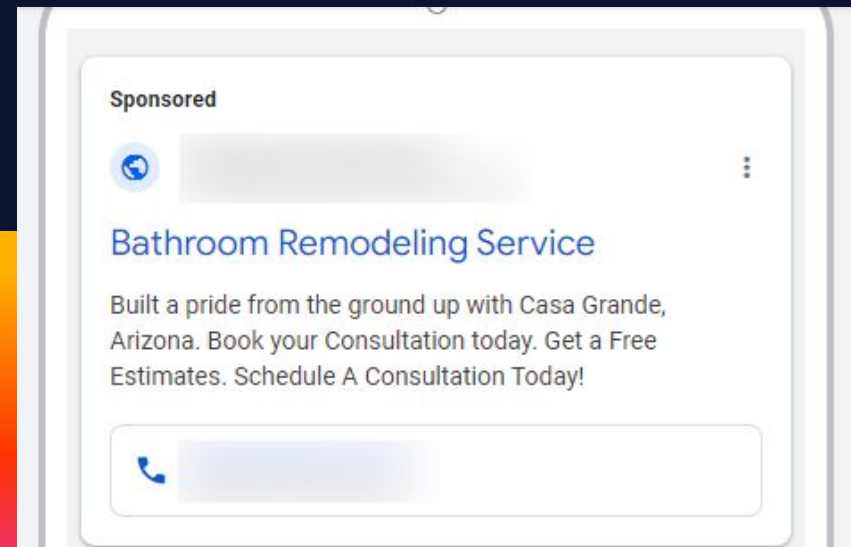 Sponsored
Bathroom Remodeling Service
Built a pride from the ground up with Casa Grande,
Arizona. Book your Consultation today. Get a Free
Estimates. Schedule A Consultation Today!